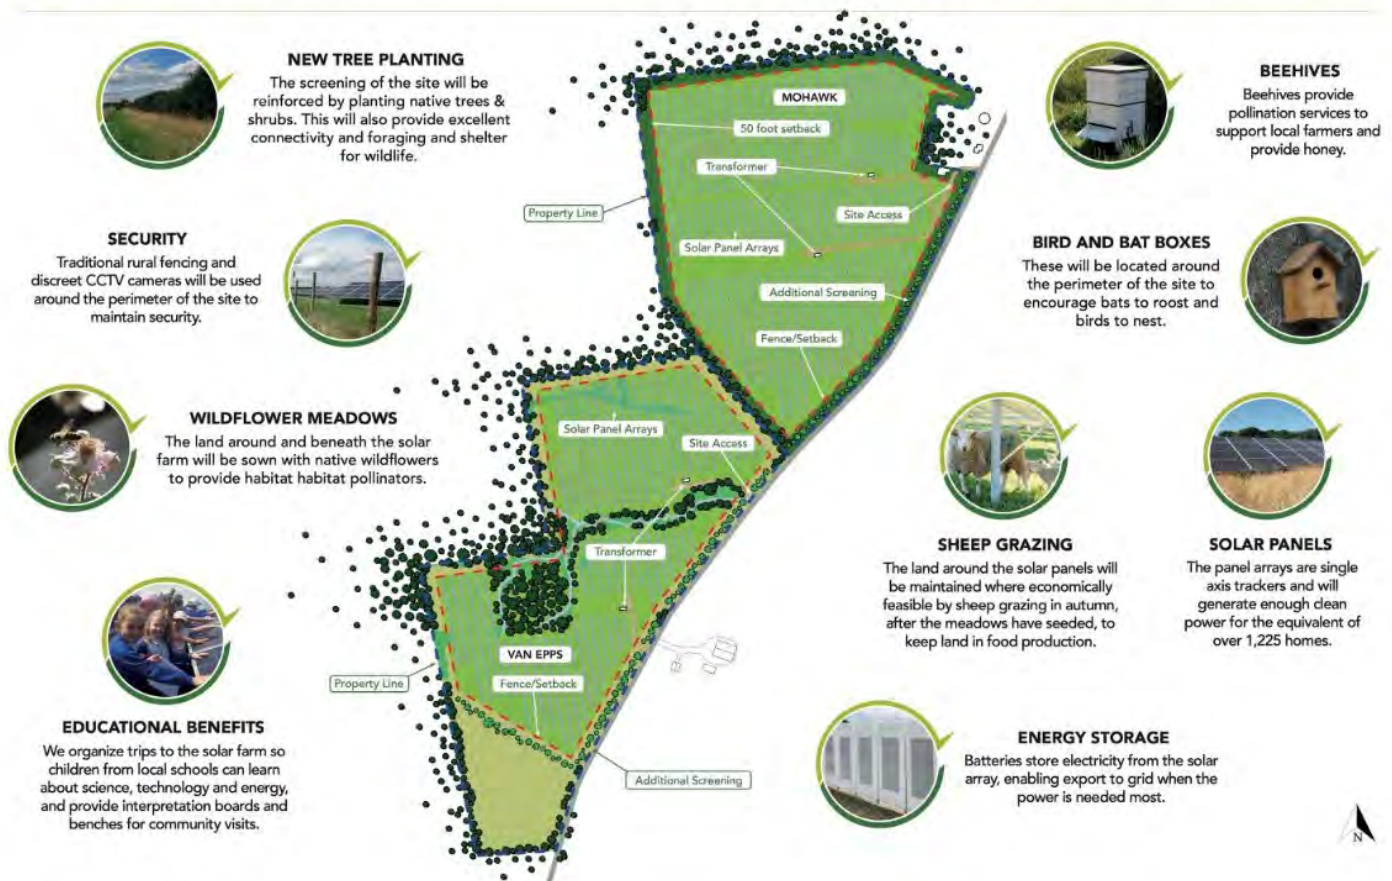 NEW TREE PLANTING
The screening of the site will be
reinforced by planting native trees &
shrubs. This will also provide excellent
connectivity and foraging and shelter
for wildlife.
SECURITY
Traditional rural fencing and
discreet CCTV cameras will be used
around the perimeter of the site to
maintain security.
WILDFLOWER MEADOWS
The land around and beneath the solar
farm will be sown with native wildflowers
to provide habitat habitat pollinators.
EDUCATIONAL BENEFITS
We organize trips to the solar farm so
children from local schools can learn
about science, technology and energy,
and provide interpretation boards and
benches for community visits.
MOHAWK
50 foot setback
Transformer
Property Line
Site Access
Solar Panel Arrays
Additional Screening
Fence/Setback
Solar Panel Arrays
Site Access
Transformer
VAN EPPS
Property Line
Fence/Setback
Additional Screening
BEEHIVES
Beehives provide
pollination services to
support local farmers and
provide honey.
BIRD AND BAT BOXES
These will be located around
the perimeter of the site to
encourage bats to roost and
birds to nest.
SHEEP GRAZING
The land around the solar panels will
be maintained where economically
feasible by sheep grazing in autumn,
after the meadows have seeded, to
keep land in food production.
SOLAR PANELS
The panel arrays are single
axis trackers and will
generate enough clean
power for the equivalent of
over 1,225 homes.
ENERGY STORAGE
Batteries store electricity from the solar
array, enabling export to grid when the
power is needed most.
N